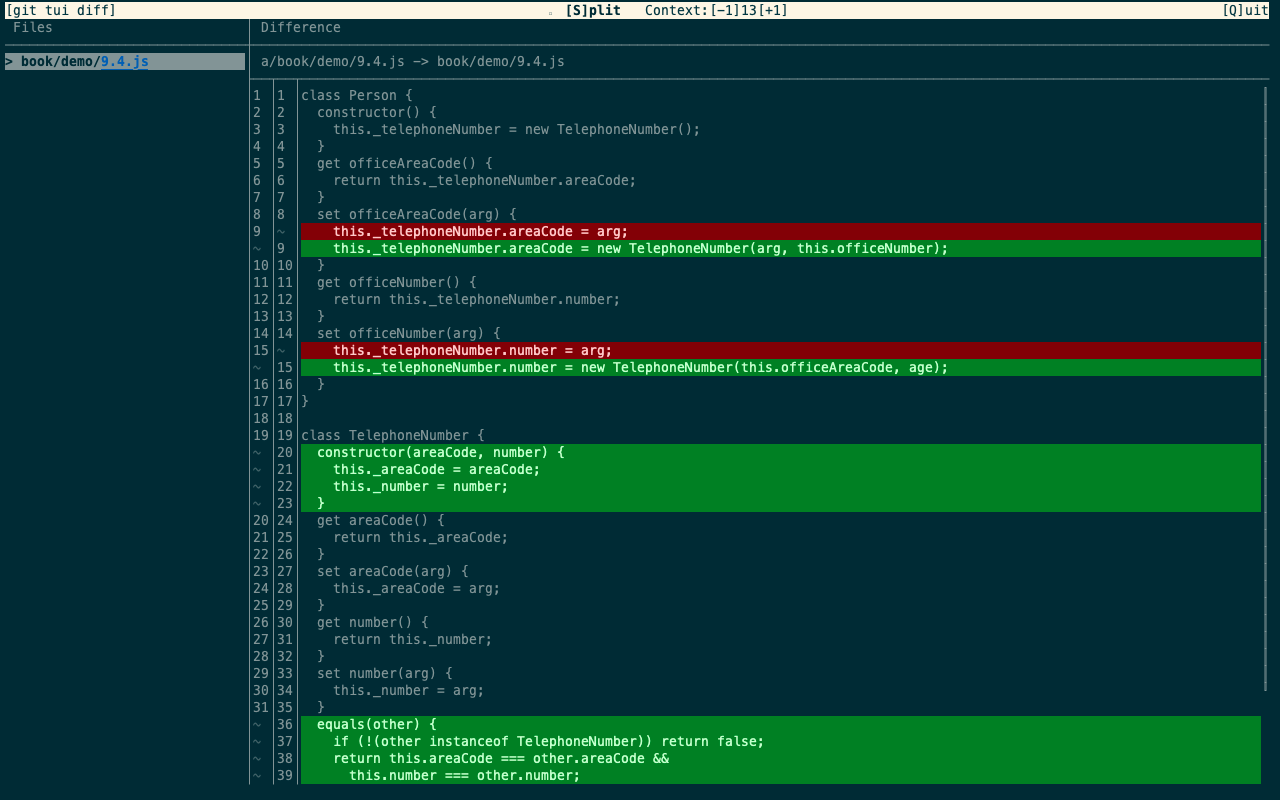 [git tui diff] [S]plit Context:[−1]13[+1] [Q]uit
Files Difference
> book/demo/9.4.js a/book/demo/9.4.js −> book/demo/9.4.js
1 1 class Person {
2 2 constructor() {
3 3 this._telephoneNumber = new TelephoneNumber();
4 4 }
5 5 get officeAreaCode() {
6 6 return this._telephoneNumber.areaCode;
7 7 }
8 8 set officeAreaCode(arg) {
9 ~ this._telephoneNumber.areaCode = arg;
~ 9 this._telephoneNumber.areaCode = new TelephoneNumber(arg, this.officeNumber);
10 10 }
11 11 get officeNumber() {
12 12 return this._telephoneNumber.number;
13 13 }
14 14 set officeNumber(arg) {
15 ~ this._telephoneNumber.number = arg;
~ 15 this._telephoneNumber.number = new TelephoneNumber(this.officeAreaCode, age);
16 16 }
17 17 }
18 18
19 19 class TelephoneNumber {
~ 20 constructor(areaCode, number) {
~ 21 this._areaCode = areaCode;
~ 22 this._number = number;
~ 23 }
20 24 get areaCode() {
21 25 return this._areaCode;
22 26 }
23 27 set areaCode(arg) {
24 28 this._areaCode = arg;
25 29 }
26 30 get number() {
27 31 return this._number;
28 32 }
29 33 set number(arg) {
30 34 this._number = arg;
31 35 }
~ 36 equals(other) {
~ 37 if (!(other instanceof TelephoneNumber)) return false;
~ 38 return this.areaCode === other.areaCode &&
~ 39 this.number === other.number;